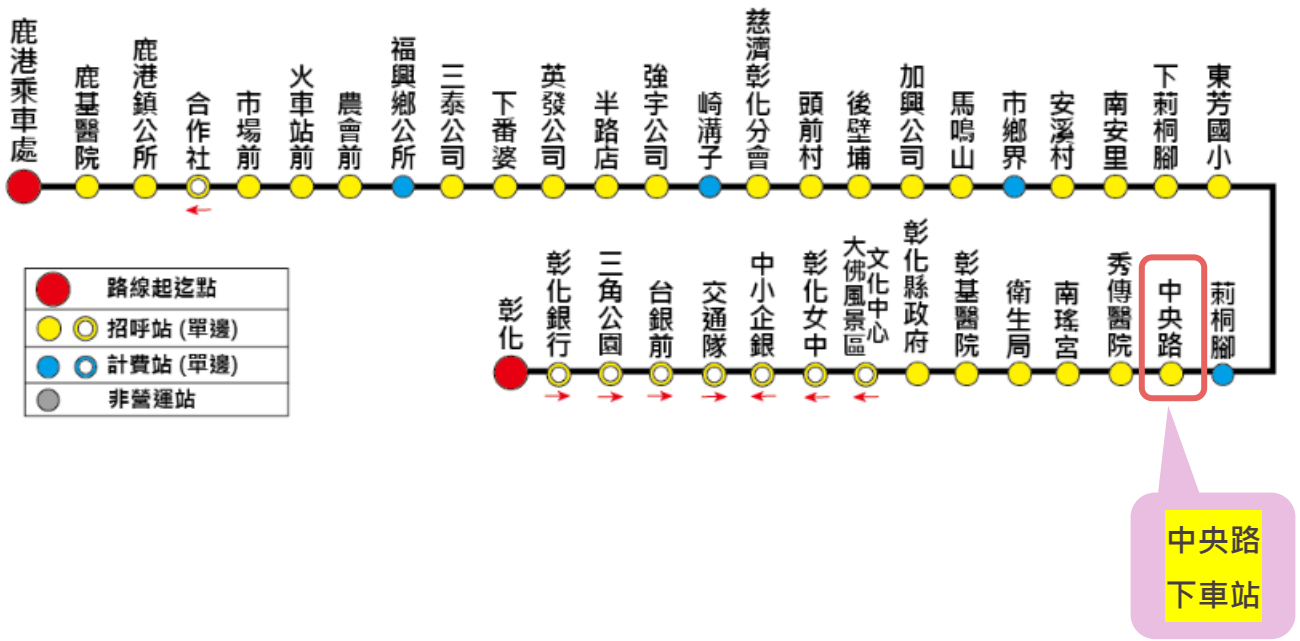 鹿港乘車處
鹿基醫院
鹿港鎮公所
合作社
市場前
火車站前
農會前
福興鄉公所
三泰公司
下番婆
英發公司
半路店
強宇公司
崎溝子
慈濟彰化分會
頭前村
後壁埔
加興公司
馬鳴山
市鄉界
安溪村
南安里
下莿桐腳
東芳國小
彰化
彰化銀行
三角公園
台銀前
交通隊
中小企銀
彰化女中
大佛風景區
文化中心
彰化縣政府
彰基醫院
衛生局
南瑤宮
秀傳醫院
中央路
莿桐腳
路線起迄點
招呼站 (單邊)
計費站 (單邊)
非營運站
中央路
下車站